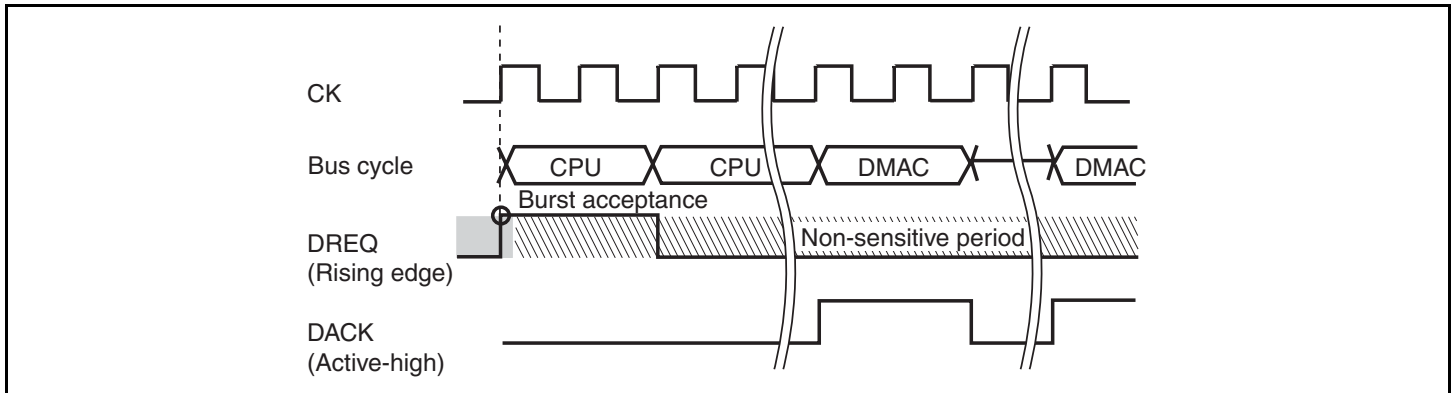 CK
Bus cycle
CPU
CPU
DMAC
DMAC
Burst acceptance
DREQ
(Rising edge)
Non-sensitive period
DACK
(Active-high)